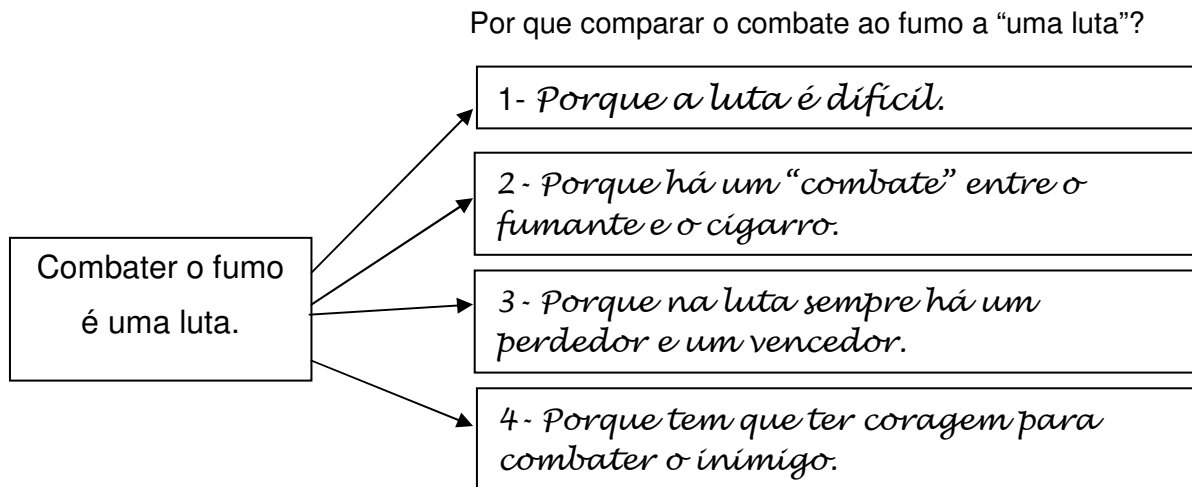 Por que comparar o combate ao fumo a “uma luta”?
1- Porque a luta é difícil.
2- Porque há um “combate” entre o
fumante e o cigarro.
Combater o fumo
é uma luta.
3- Porque na luta sempre há um
perdedor e um vencedor.
4- Porque tem que ter coragem para
combater o inimigo.